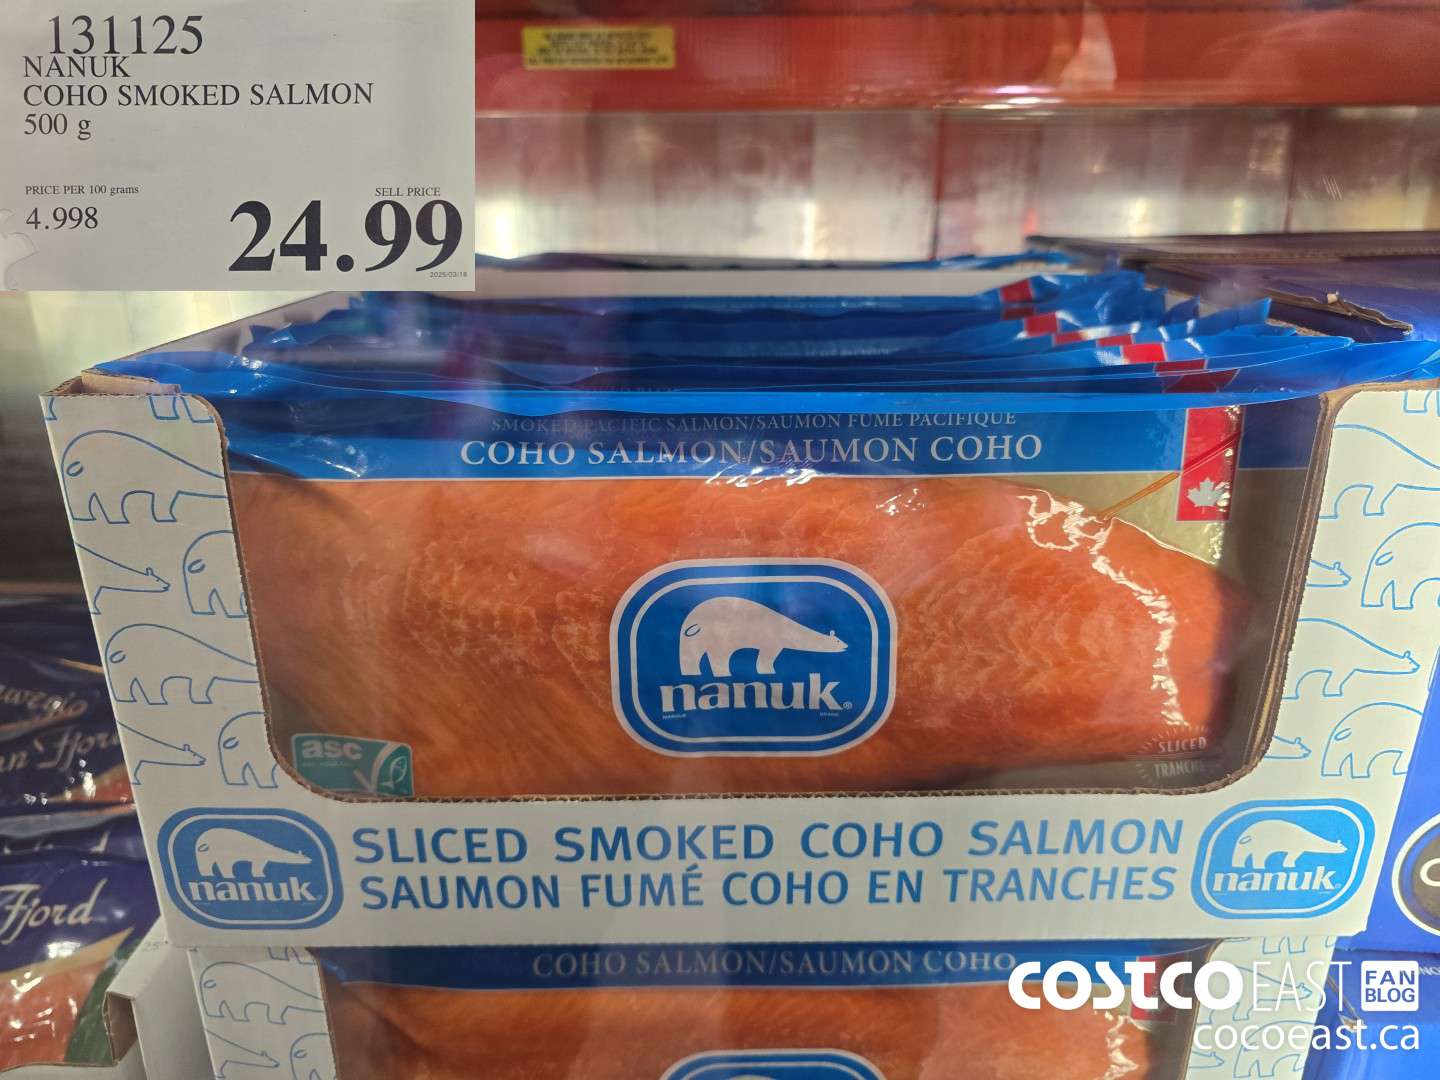 131125
NANUK
COHO SMOKED SALMON
500 g
PRICE PER 100 grams
4.998
SELL PRICE
24.99
2025/03/18
SMOKED PACIFIC SALMON/SAUMON FUMÉ PACIFIQUE
COHO SALMON/SAUMON COHO
nanuk®
asc
SLICED
TRANCHÉ
Fjord
nanuk
SLICED SMOKED COHO SALMON
SAUMON FUMÉ COHO EN TRANCHES
nanuk
Fjord
COHO SALMON/SAUMON COHO
COSTCO EAST FAN BLOG
cocoeast.ca